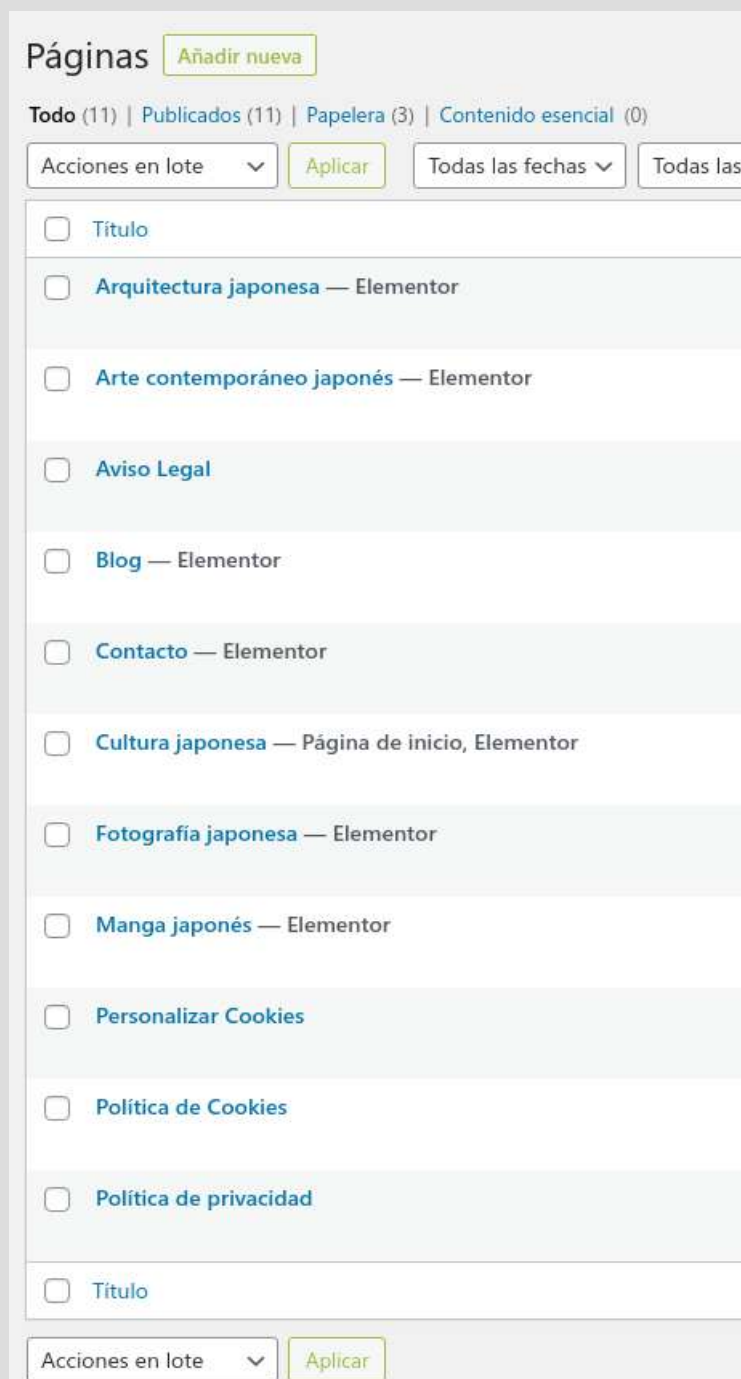 Páginas Añadir nueva
Todo (11) | Publicados (11) | Papelera (3) | Contenido esencial (0)
Acciones en lote Aplicar Todas las fechas Todas las
Título
Arquitectura japonesa — Elementor
Arte contemporáneo japonés — Elementor
Aviso Legal
Blog — Elementor
Contacto — Elementor
Cultura japonesa — Página de inicio, Elementor
Fotografía japonesa — Elementor
Manga japonés — Elementor
Personalizar Cookies
Política de Cookies
Política de privacidad
Título
Acciones en lote Aplicar